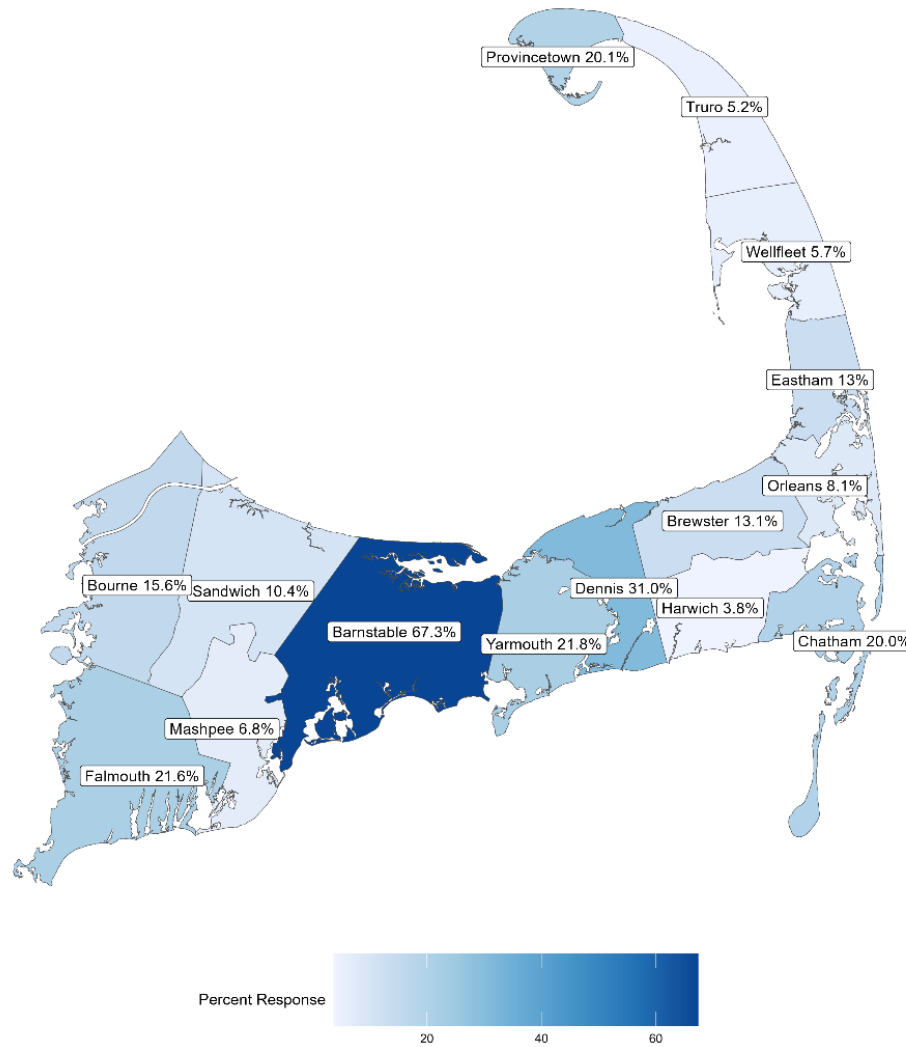 Provincetown 20.1%
Truro 5.2%
Wellfleet 5.7%
Eastham 13%
Orleans 8.1%
Brewster 13.1%
Bourne 15.6%
Sandwich 10.4%
Dennis 31.0%
Harwich 3.8%
Barnstable 67.3%
Yarmouth 21.8%
Chatham 20.0%
Mashpee 6.8%
Falmouth 21.6%
Percent Response
20
40
60